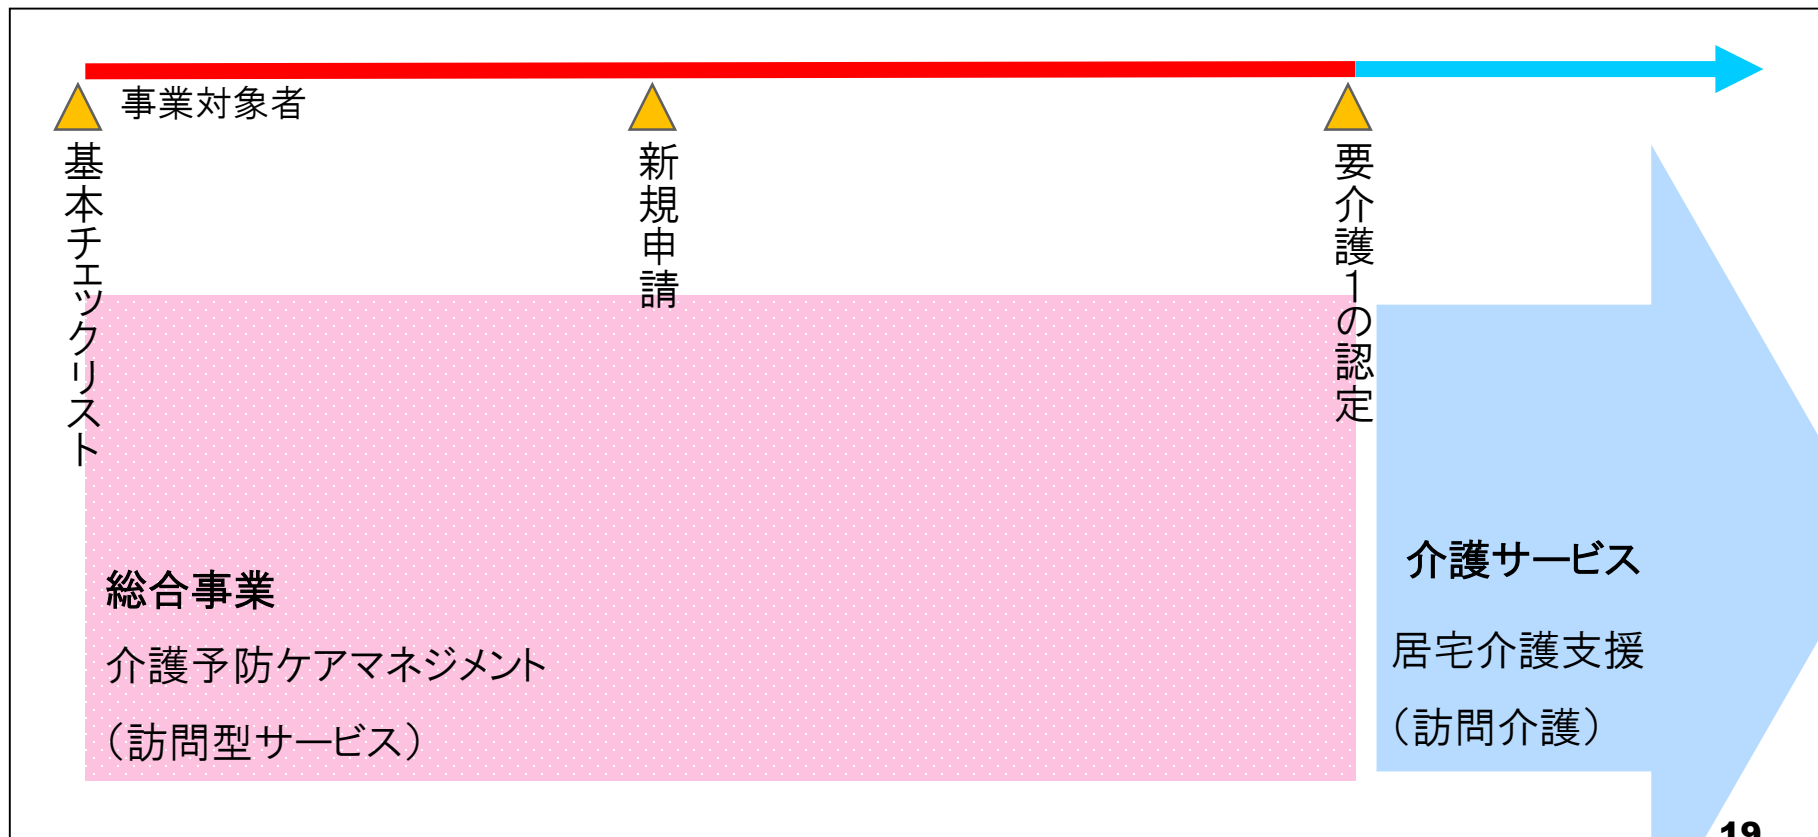 事業対象者
基本チェックリスト
新規申請
要介護1の認定
総合事業
介護予防ケアマネジメント
（訪問型サービス）
介護サービス
居宅介護支援
（訪問介護）
19